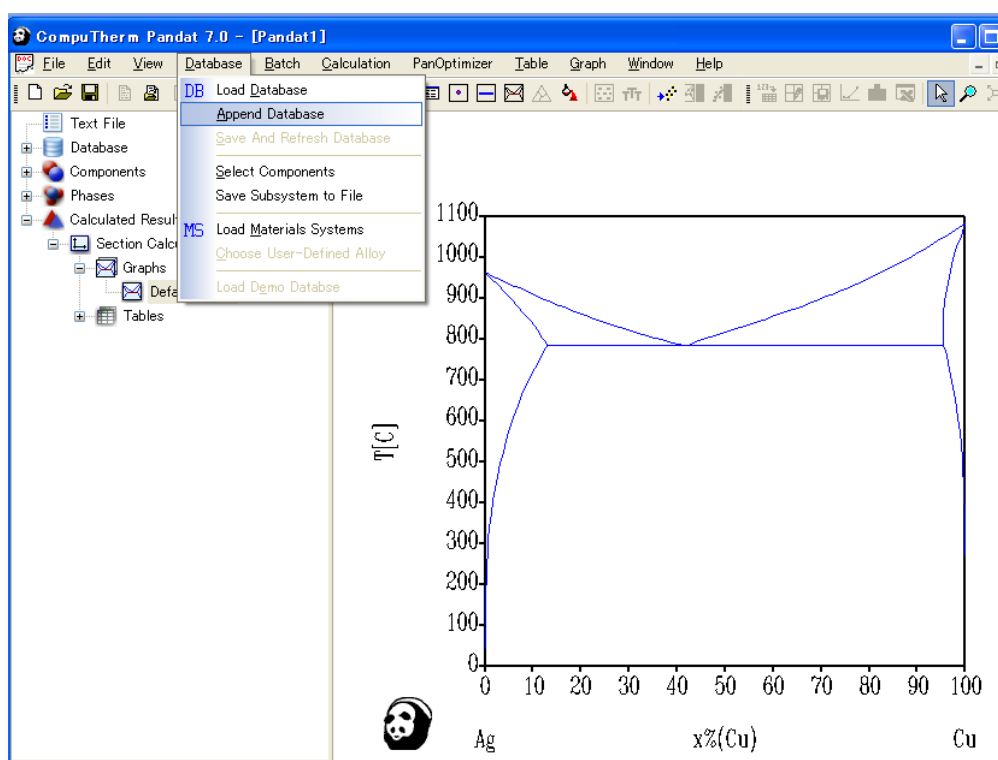 CompuTherm Pandat 7.0 - [Pandat1]
File Edit View Database Batch Calculation PanOptimizer Table Graph Window Help
DB Load Database
Append Database
Save And Refresh Database
Select Components
Save Subsystem to File
MS Load Materials Systems
Choose User-Defined Alloy
Load Demo Databse
Text File
Database
Components
Phases
Calculated Resul
Section Calcu
Graphs
Defa
Tables
1100
1000
900
800
700
600
500
400
300
200
100
0
T[C]
0 10 20 30 40 50 60 70 80 90 100
Ag x%(Cu) Cu